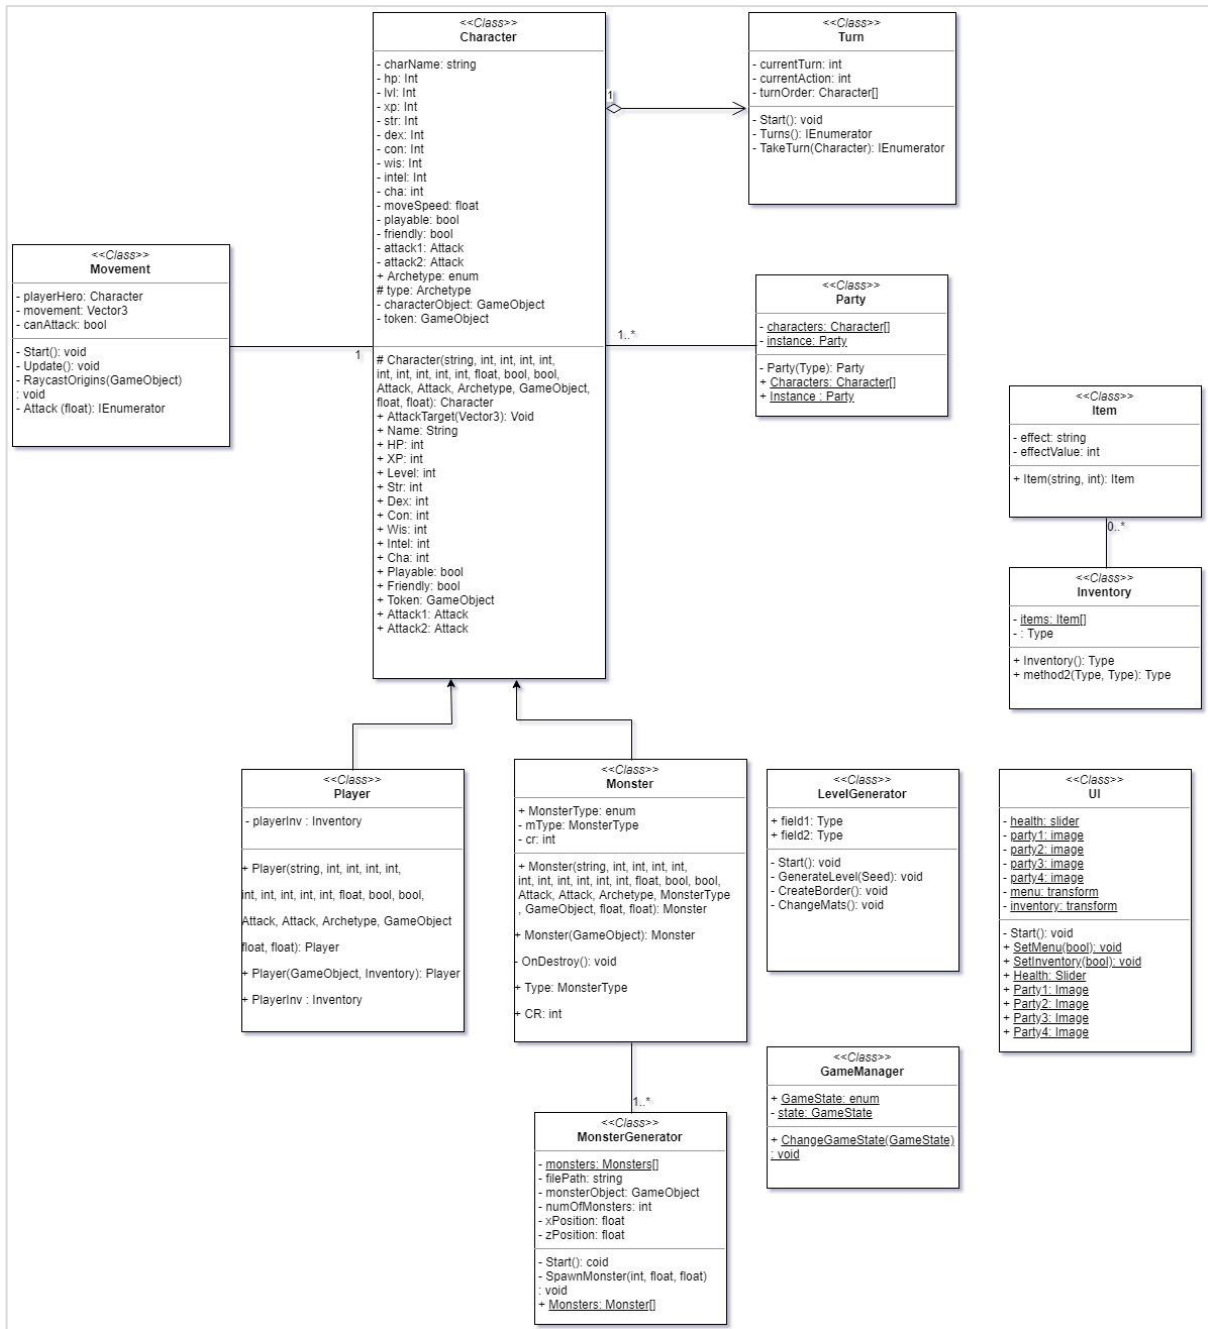 <<Class>>
Character
- charName: string
- hp: Int
- lvl: Int
- xp: Int
- str: Int
- dex: Int
- con: Int
- wis: Int
- intel: Int
- cha: int
- moveSpeed: float
- playable: bool
- friendly: bool
- attack1: Attack
- attack2: Attack
+ Archetype: enum
# type: Archetype
- characterObject: GameObject
- token: GameObject
# Character(string, int, int, int, int,
int, int, int, int, int, float, bool, bool,
Attack, Attack, Archetype, GameObject,
float, float): Character
+ AttackTarget(Vector3): Void
+ Name: String
+ HP: int
+ XP: int
+ Level: int
+ Str: int
+ Dex: int
+ Con: int
+ Wis: int
+ Intel: int
+ Cha: int
+ Playable: bool
+ Friendly: bool
+ Token: GameObject
+ Attack1: Attack
+ Attack2: Attack
1
<<Class>>
Turn
- currentTurn: int
- currentAction: int
- turnOrder: Character[]
- Start(): void
- Turns(): IEnumerator
- TakeTurn(Character): IEnumerator
<<Class>>
Movement
- playerHero: Character
- movement: Vector3
- canAttack: bool
- Start(): void
- Update(): void
- RaycastOrigins(GameObject)
: void
- Attack (float): IEnumerator
1
1..*
<<Class>>
Party
- characters: Character[]
- instance: Party
- Party(Type): Party
+ Characters: Character[]
+ Instance : Party
<<Class>>
Item
- effect: string
- effectValue: int
+ Item(string, int): Item
0..*
<<Class>>
Inventory
- items: Item[]
- : Type
+ Inventory(): Type
+ method2(Type, Type): Type
<<Class>>
Player
- playerInv : Inventory
+ Player(string, int, int, int, int,
int, int, int, int, int, float, bool, bool,
Attack, Attack, Archetype, GameObject
float, float): Player
+ Player(GameObject, Inventory): Player
+ PlayerInv : Inventory
<<Class>>
Monster
+ MonsterType: enum
- mType: MonsterType
- cr: int
+ Monster(string, int, int, int, int,
int, int, int, int, int, int, float, bool, bool,
Attack, Attack, Archetype, MonsterType
, GameObject, float, float): Monster
+ Monster(GameObject): Monster
- OnDestroy(): void
+ Type: MonsterType
+ CR: int
<<Class>>
LevelGenerator
+ field1: Type
+ field2: Type
- Start(): void
- GenerateLevel(Seed): void
- CreateBorder(): void
- ChangeMats(): void
<<Class>>
UI
- health: slider
- party1: image
- party2: image
- party3: image
- party4: image
- menu: transform
- inventory: transform
- Start(): void
+ SetMenu(bool): void
+ SetInventory(bool): void
+ Health: Slider
+ Party1: Image
+ Party2: Image
+ Party3: Image
+ Party4: Image
<<Class>>
GameManager
+ GameState: enum
- state: GameState
+ ChangeGameState(GameState)
: void
1..*
<<Class>>
MonsterGenerator
- monsters: Monsters[]
- filePath: string
- monsterObject: GameObject
- numOfMonsters: int
- xPosition: float
- zPosition: float
- Start(): coid
- SpawnMonster(int, float, float)
: void
+ Monsters: Monster[]